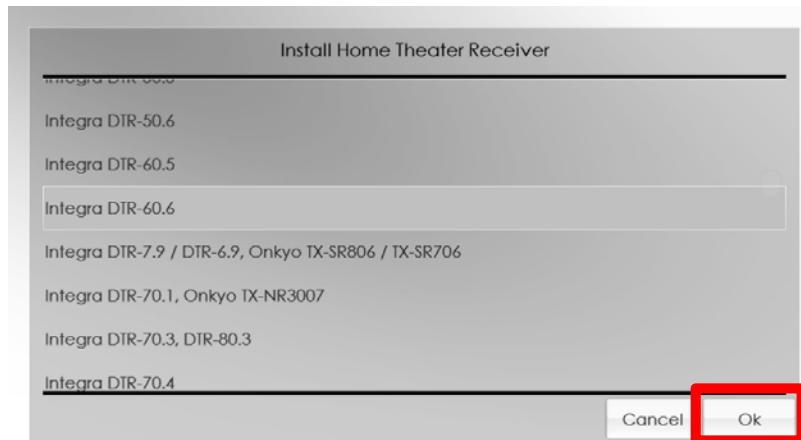 Install Home Theater Receiver
Integra DTR-50.6
Integra DTR-60.5
Integra DTR-60.6
Integra DTR-7.9 / DTR-6.9, Onkyo TX-SR806 / TX-SR706
Integra DTR-70.1, Onkyo TX-NR3007
Integra DTR-70.3, DTR-80.3
Integra DTR-70.4
Cancel
Ok